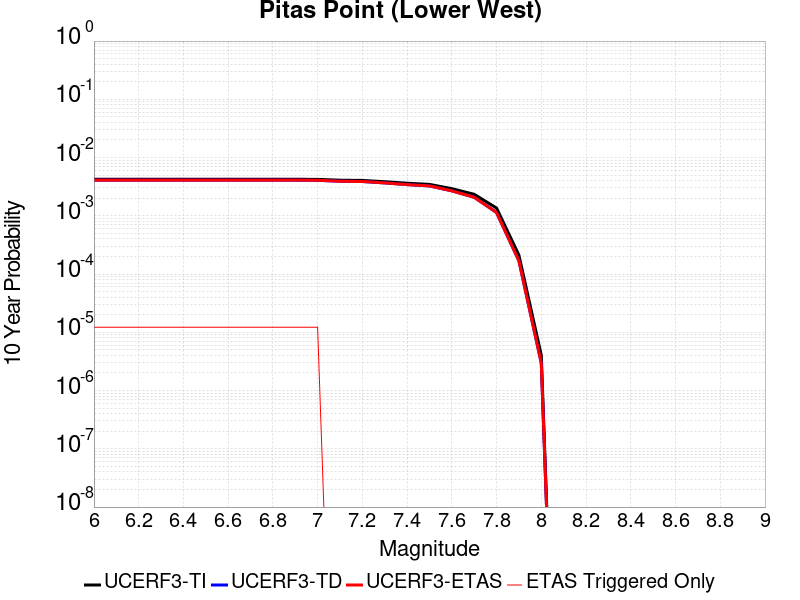 Pitas Point (Lower West)
10 0
10 -1
10 -2
10 -3
10 -4
10 -5
10 -6
10 -7
10 -8
10 Year Probability
6 6.2 6.4 6.6 6.8 7 7.2 7.4 7.6 7.8 8 8.2 8.4 8.6 8.8 9
Magnitude
UCERF3-TI UCERF3-TD UCERF3-ETAS ETAS Triggered Only